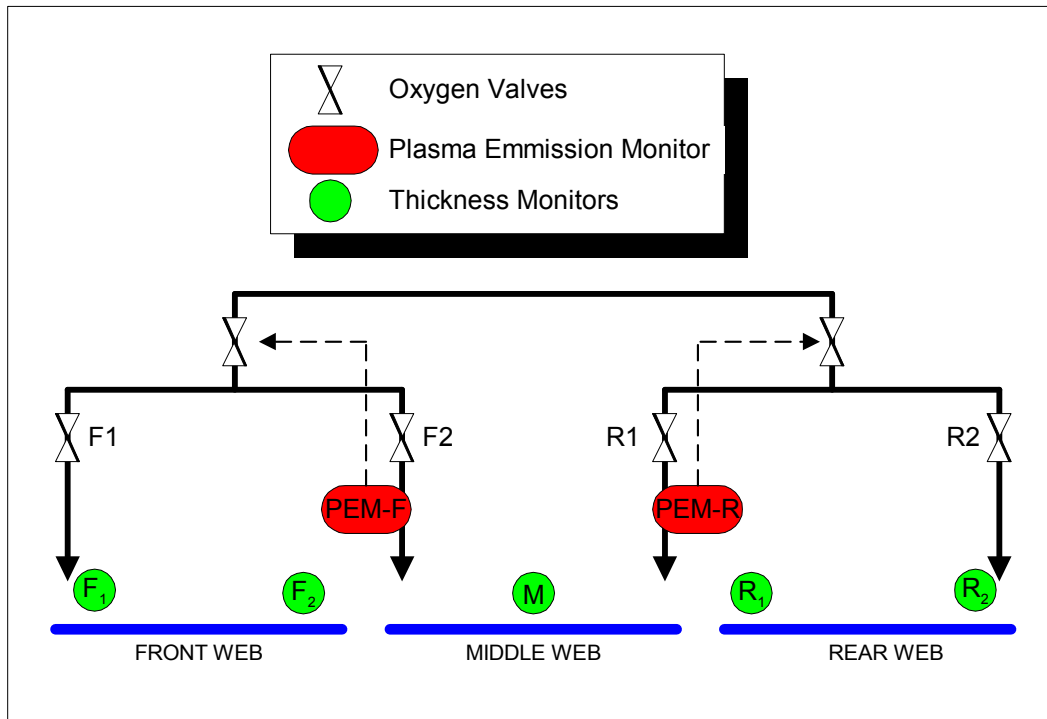 Oxygen Valves
Plasma Emmission Monitor
Thickness Monitors
F1
F2
R1
R2
PEM-F
PEM-R
F₁
F₂
M
R₁
R₂
FRONT WEB
MIDDLE WEB
REAR WEB